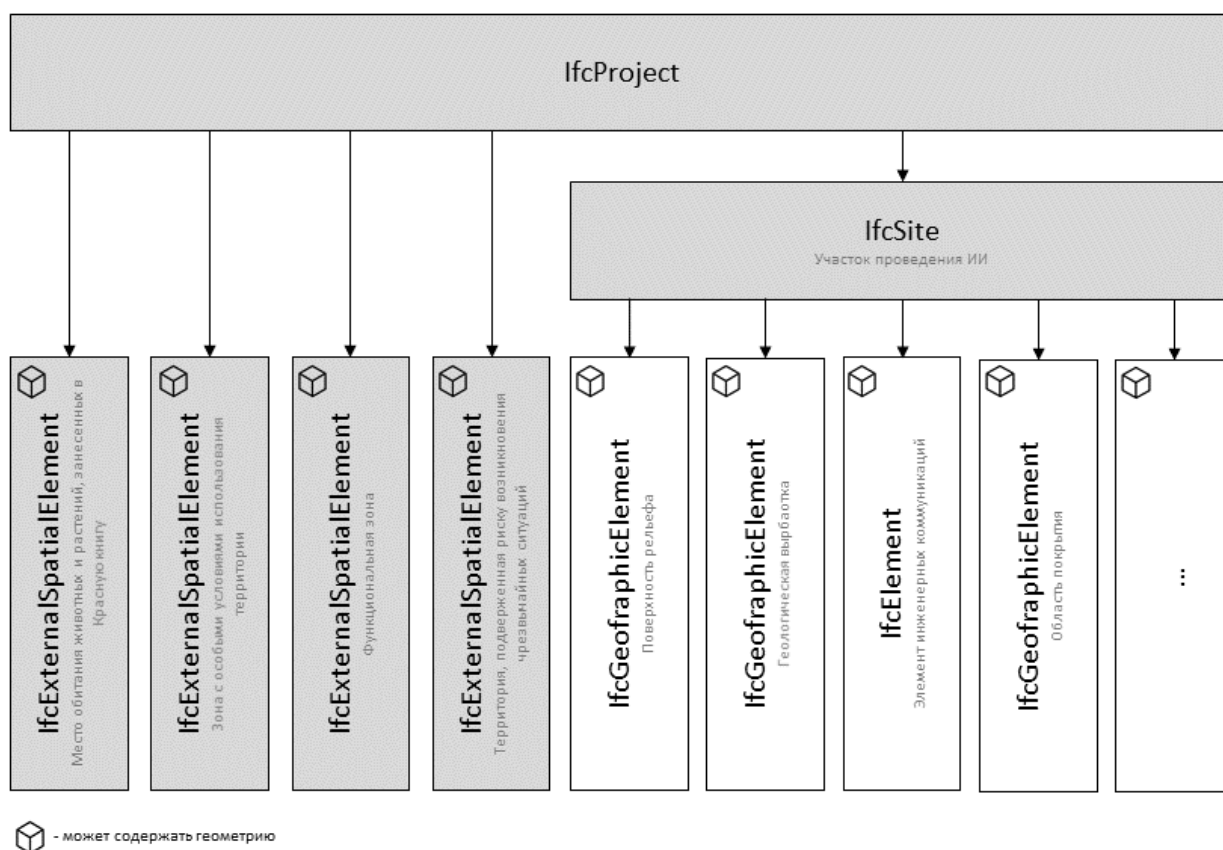 IfcProject
IfcSite
Участок проведения ИИ
IfcExternalSpatialElement
Место обитания животных и растений, занесенных в
Красную книгу
IfcExternalSpatialElement
Зона с особыми условиями использования
территории
IfcExternalSpatialElement
Функциональная зона
IfcExternalSpatialElement
Территория, подверженная риску возникновения
чрезвычайных ситуаций
IfcGeofraphicElement
Поверхность рельефа
IfcGeofraphicElement
Геологическая вырбаотка
IfcElement
Элемент инженерных коммуникаций
IfcGeofraphicElement
Область покрытия
...
- может содержать геометрию